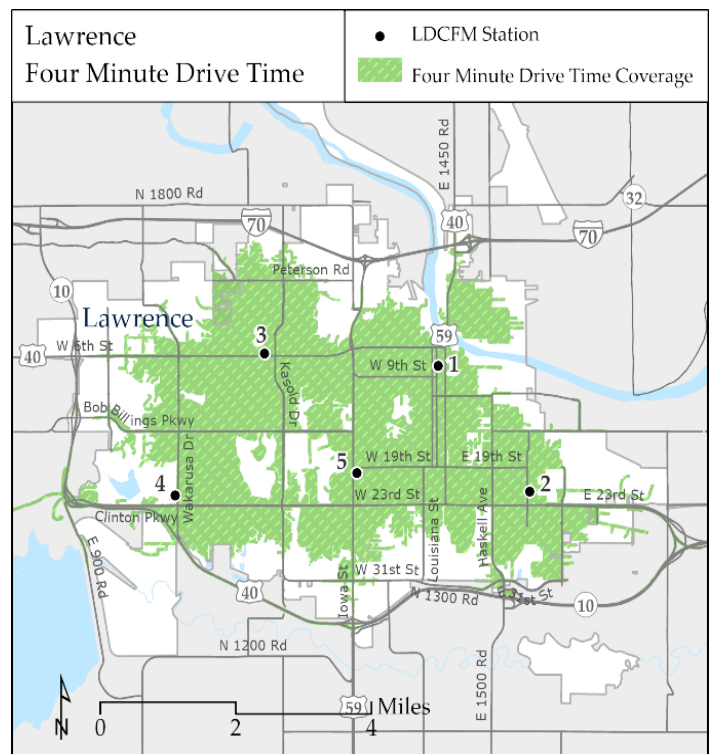 Lawrence
Four Minute Drive Time
LDCFM Station
Four Minute Drive Time Coverage
E 1450 Rd
N 1800 Rd
32
40
70
70
Peterson Rd
10
Lawrence
3
59
40
W 6th St
W 9th St
1
Kasold Dr
Bob Billings Pkwy
Wakarusa Dr
W 19th St
E 19th St
5
4
2
W 23rd St
E 23rd St
Clinton Pkwy
Louisiana St
Haskell Ave
E 900 Rd
W 31st St
E 31st St
Iowa St
40
N 1300 Rd
10
N 1200 Rd
E 1500 Rd
59
N
Miles
0
2
4